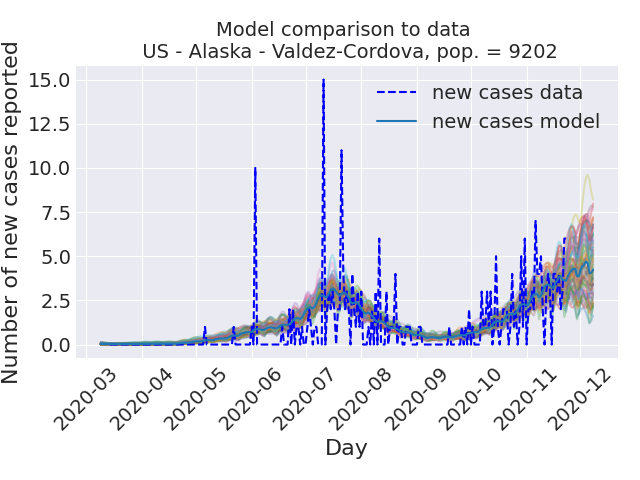 Model comparison to data
US - Alaska - Valdez-Cordova, pop. = 9202
Number of new cases reported
15.0
12.5
10.0
7.5
5.0
2.5
0.0
new cases data
new cases model
2020-03
2020-04
2020-05
2020-06
2020-07
2020-08
2020-09
2020-10
2020-11
2020-12
Day